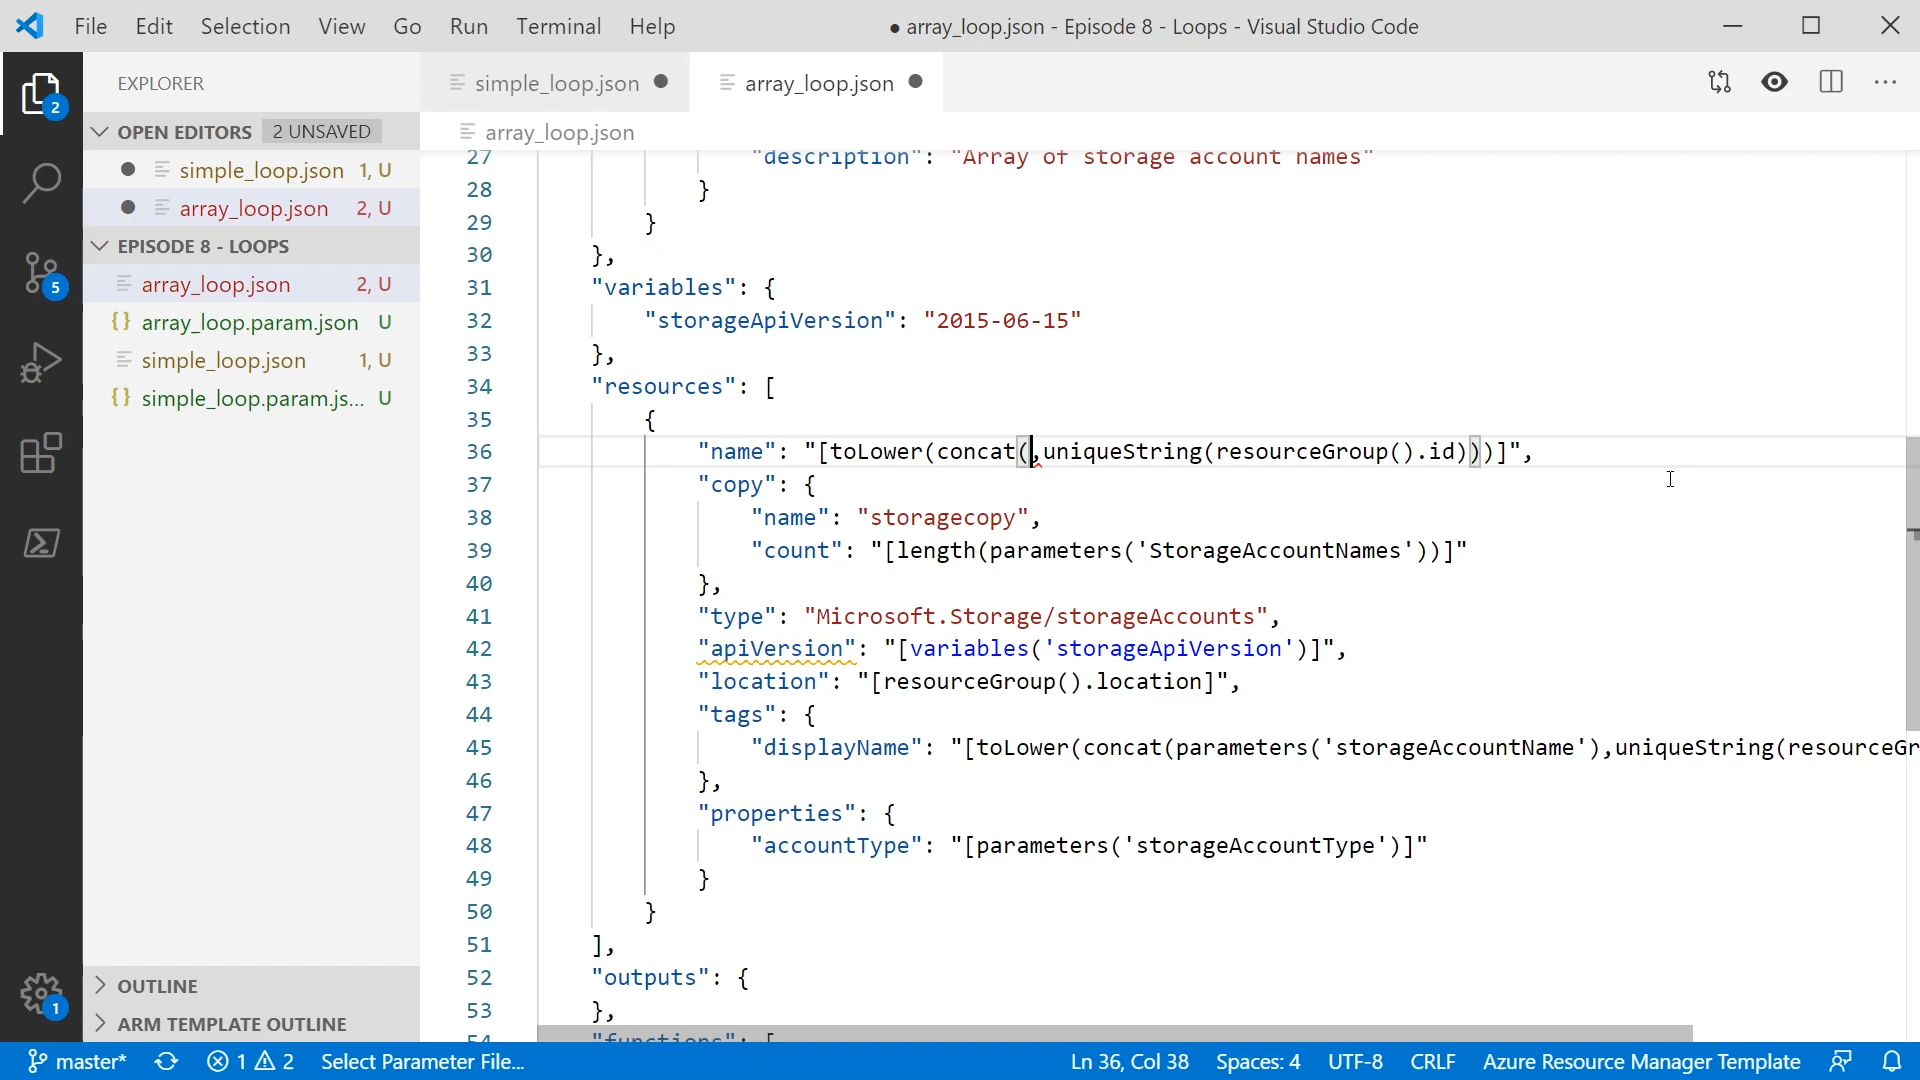 File Edit Selection View Go Run Terminal Help
● array_loop.json - Episode 8 - Loops - Visual Studio Code
EXPLORER
simple_loop.json
array_loop.json
OPEN EDITORS 2 UNSAVED
simple_loop.json 1, U
array_loop.json 2, U
EPISODE 8 - LOOPS
array_loop.json 2, U
{} array_loop.param.json U
simple_loop.json 1, U
{} simple_loop.param.js... U
OUTLINE
ARM TEMPLATE OUTLINE
2
5
1
array_loop.json
27 "description": "Array of storage account names"
28 }
29 }
30 },
31 "variables": {
32 "storageApiVersion": "2015-06-15"
33 },
34 "resources": [
35 {
36 "name": "[toLower(concat(,uniqueString(resourceGroup().id)))]",
37 "copy": {
38 "name": "storagecopy",
39 "count": "[length(parameters('StorageAccountNames'))]"
40 },
41 "type": "Microsoft.Storage/storageAccounts",
42 "apiVersion": "[variables('storageApiVersion')]",
43 "location": "[resourceGroup().location]",
44 "tags": {
45 "displayName": "[toLower(concat(parameters('storageAccountName'),uniqueString(resourceGr
46 },
47 "properties": {
48 "accountType": "[parameters('storageAccountType')]"
49 }
50 }
51 ],
52 "outputs": {
53 },
54 "functions": [
master* 1 2 Select Parameter File... Ln 36, Col 38 Spaces: 4 UTF-8 CRLF Azure Resource Manager Template